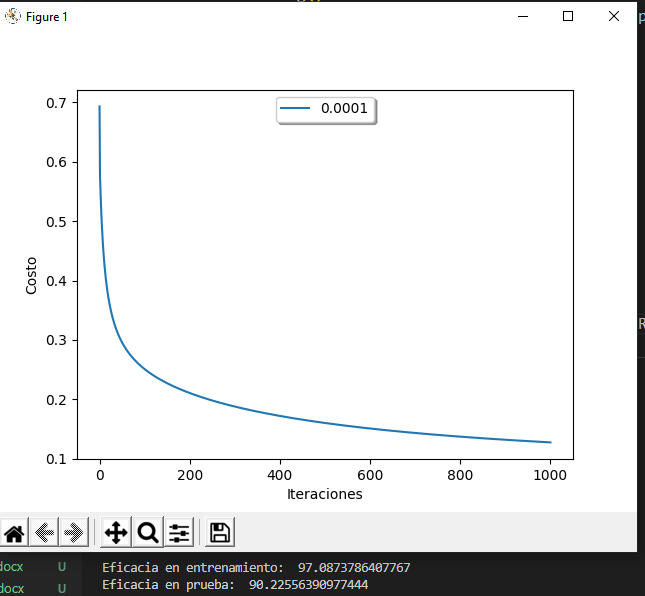 Figure 1
0.0001
0.7
0.6
0.5
0.4
0.3
0.2
0.1
Costo
0 200 400 600 800 1000
Iteraciones
docx U
docx U
Eficacia en entrenamiento: 97.0873786407767
Eficacia en prueba: 90.22556390977444